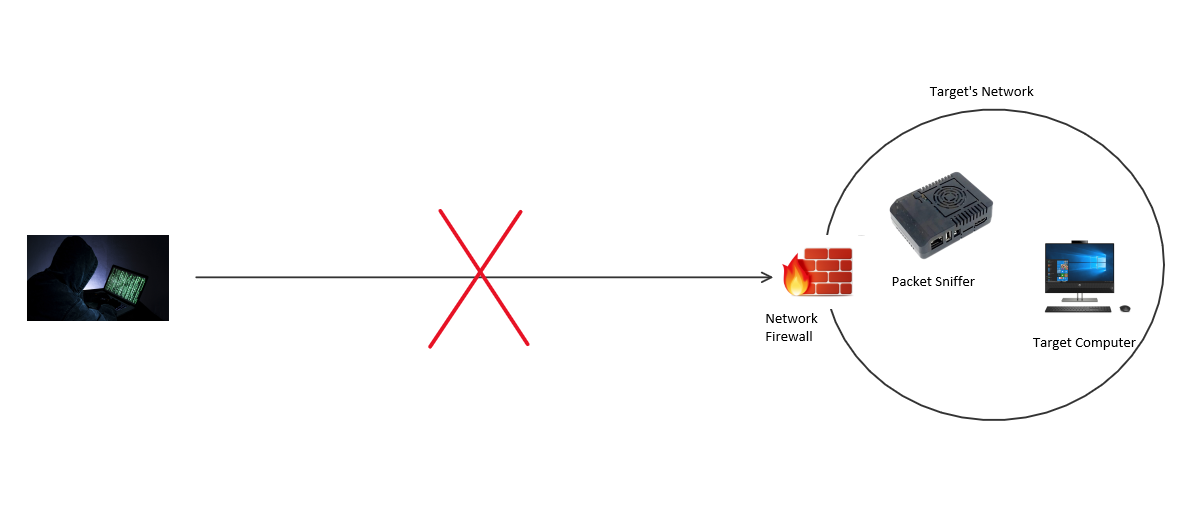 Target's Network
Packet Sniffer
Network
Firewall
Target Computer